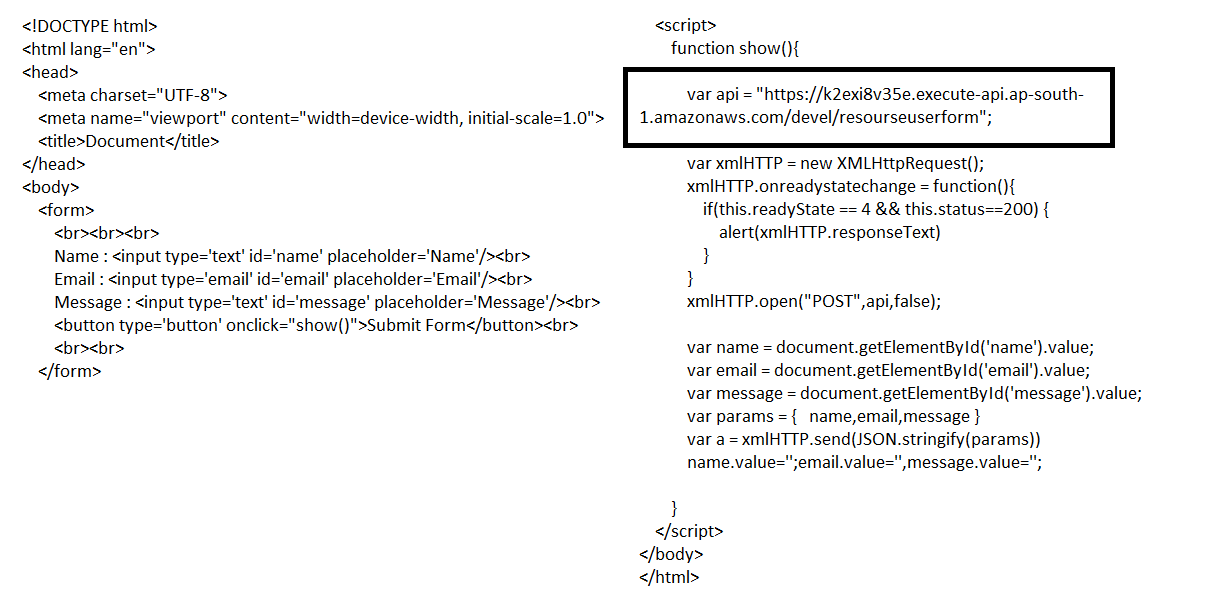 <!DOCTYPE html>
<html lang="en">
<head>
<meta charset="UTF-8">
<meta name="viewport" content="width=device-width, initial-scale=1.0">
<title>Document</title>
</head>
<body>
<form>
<br><br><br>
Name : <input type='text' id='name' placeholder='Name'/><br>
Email : <input type='email' id='email' placeholder='Email'/><br>
Message : <input type='text' id='message' placeholder='Message'/><br>
<button type='button' onclick="show()">Submit Form</button><br>
<br><br>
</form>
<script>
function show(){
var api = "https://k2exi8v35e.execute-api.ap-south-
1.amazonaws.com/devel/resourseuserform";
var xmlHTTP = new XMLHttpRequest();
xmlHTTP.onreadystatechange = function(){
if(this.readyState == 4 && this.status==200) {
alert(xmlHTTP.responseText)
}
}
xmlHTTP.open("POST",api,false);
var name = document.getElementById('name').value;
var email = document.getElementById('email').value;
var message = document.getElementById('message').value;
var params = { name,email,message }
var a = xmlHTTP.send(JSON.stringify(params))
name.value='';email.value='',message.value='';
}
</script>
</body>
</html>